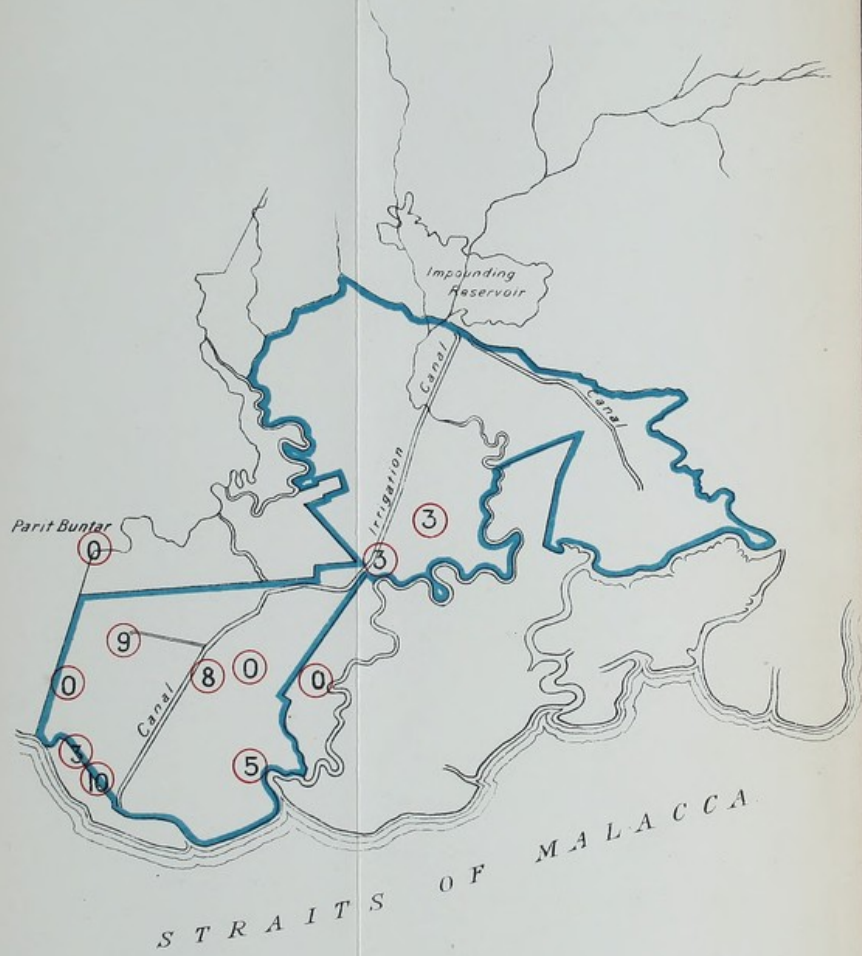 Impounding
Reservoir
Canal
Canal
Irrigation
3
Parit Buntar
0
3
9
8
0
0
0
Canal
3
10
5
STRAITS OF MALACCA